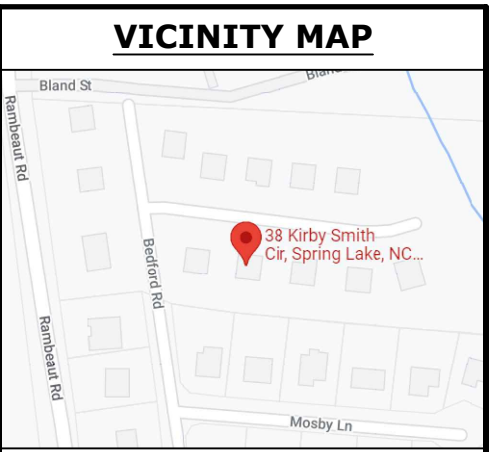 VICINITY MAP
Bland St
Bland
Rambeaut Rd
38 Kirby Smith
Cir, Spring Lake, NC...
Bedford Rd
Rambeaut Rd
Mosby Ln